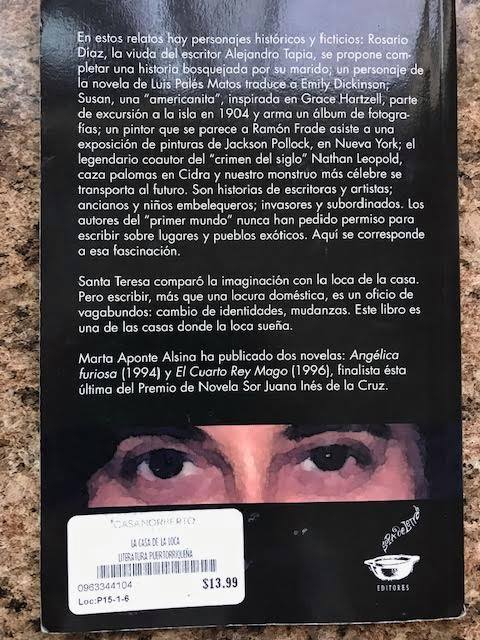 En estos relatos hay personajes históricos y ficticios: Rosario
Díaz, la viuda del escritor Alejandro Tapia, se propone com-
pletar una historia bosquejada por su marido; un personaje de
la novela de Luis Palés Matos traduce a Emily Dickinson;
Susan, una "americanita", inspirada en Grace Hartzell, parte
de excursión a la isla en 1904 y arma un álbum de fotogra-
fías; un pintor que se parece a Ramón Frade asiste a una
exposición de pinturas de Jackson Pollock, en Nueva York; el
legendario coautor del "crimen del siglo" Nathan Leopold,
caza palomas en Cidra y nuestro monstruo más célebre se
transporta al futuro. Son historias de escritoras y artistas;
ancianos y niños embelequeros; invasores y subordinados. Los
autores del "primer mundo" nunca han pedido permiso para
escribir sobre lugares y pueblos exóticos. Aquí se corresponde
a esa fascinación.
Santa Teresa comparó la imaginación con la loca de la casa.
Pero escribir, más que una locura doméstica, es un oficio de
vagabundos: cambio de identidades, mudanzas. Este libro es
una de las casas donde la loca sueña.
Marta Aponte Alsina ha publicado dos novelas: Angélica
furiosa (1994) y El Cuarto Rey Mago (1996), finalista ésta
última del Premio de Novela Sor Juana Inés de la Cruz.
CASA NORBERTO
LA CASA DE LA LOCA
LITERATURA PUERTORRIQUEÑA
0963344104
$13.99
Loc:P15-1-6
sopa de letras
EDITORES